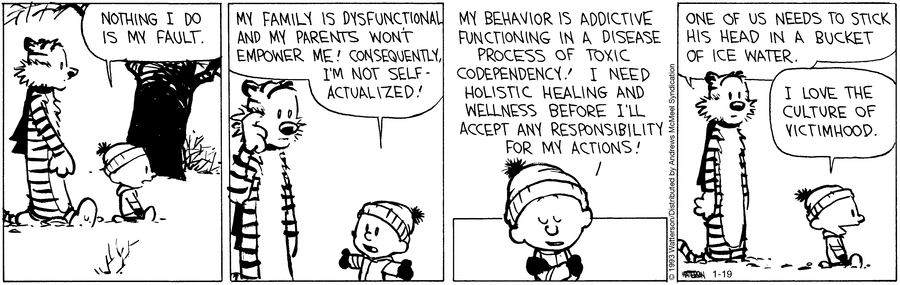 NOTHING I DO
IS MY FAULT.
MY FAMILY IS DYSFUNCTIONAL
AND MY PARENTS WON'T
EMPOWER ME! CONSEQUENTLY,
I'M NOT SELF-
ACTUALIZED!
MY BEHAVIOR IS ADDICTIVE
FUNCTIONING IN A DISEASE
PROCESS OF TOXIC
CODEPENDENCY! I NEED
HOLISTIC HEALING AND
WELLNESS BEFORE I'LL
ACCEPT ANY RESPONSIBILITY
FOR MY ACTIONS!
© 1993 Watterson/Distributed by Andrews McMeel Syndication
ONE OF US NEEDS TO STICK
HIS HEAD IN A BUCKET
OF ICE WATER.
I LOVE THE
CULTURE OF
VICTIMHOOD.
WATTERSON 1-19